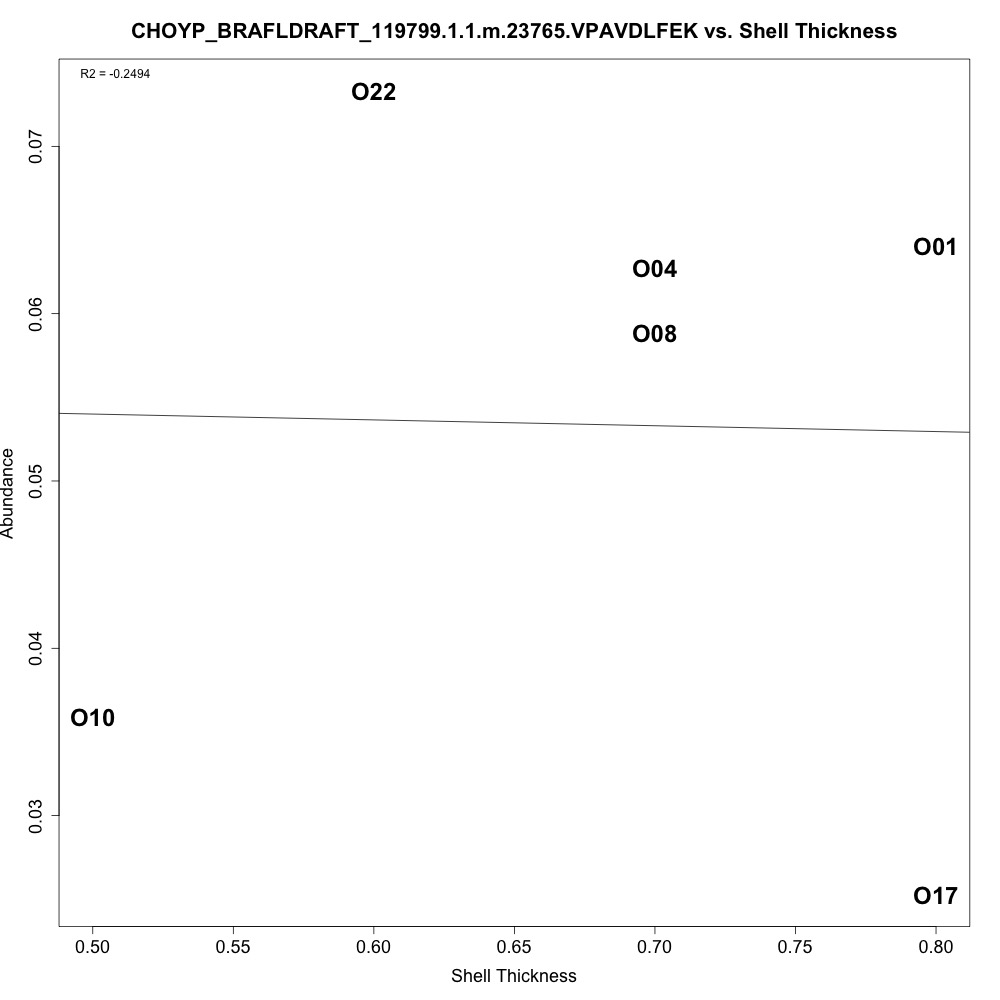 CHOYP_BRAFLDRAFT_119799.1.1.m.23765.VPAVDLFEK vs. Shell Thickness
R2 = -0.2494
O22
0.07
O01
O04
0.06
O08
Abundance
0.05
0.04
O10
0.03
O17
0.50 0.55 0.60 0.65 0.70 0.75 0.80
Shell Thickness